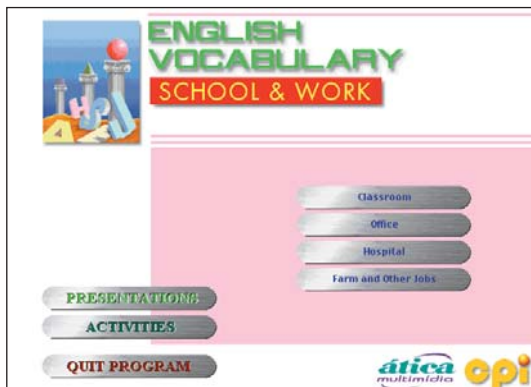 ENGLISH
VOCABULARY
SCHOOL & WORK
Classroom
Office
Hospital
Farm and Other Jobs
PRESENTATIONS
ACTIVITIES
QUIT PROGRAM
ática
multimídia
cpi